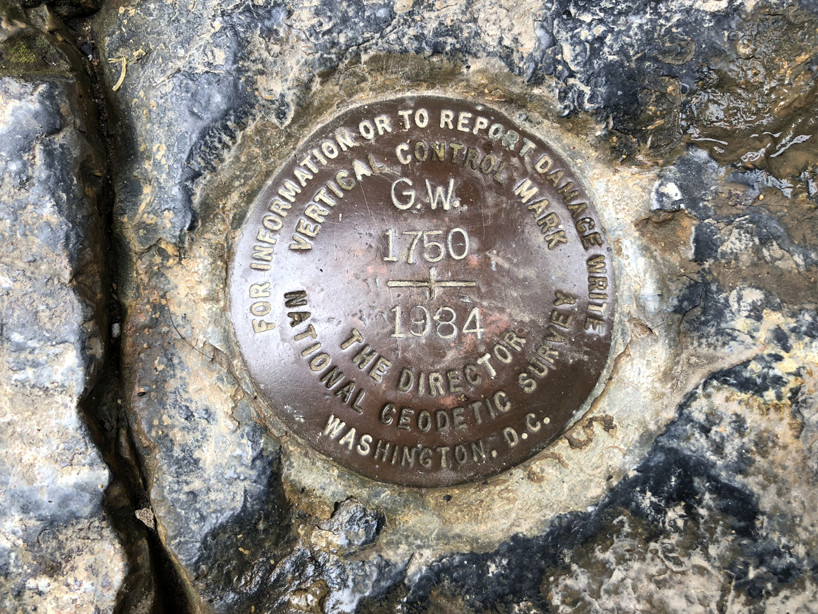 FOR INFORMATION OR TO REPORT DAMAGE WRITE
VERTICAL CONTROL MARK
G.W.
1750
1984
THE DIRECTOR
NATIONAL GEODETIC SURVEY
WASHINGTON, D.C.